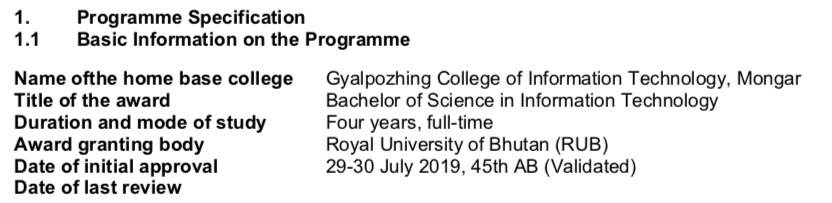 1. Programme Specification
1.1 Basic Information on the Programme
Name ofthe home base college Gyalpozhing College of Information Technology, Mongar
Title of the award Bachelor of Science in Information Technology
Duration and mode of study Four years, full-time
Award granting body Royal University of Bhutan (RUB)
Date of initial approval 29-30 July 2019, 45th AB (Validated)
Date of last review